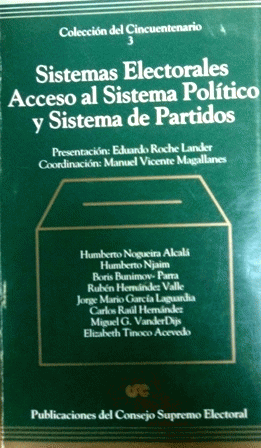 Colección del Cincuentenario
3
Sistemas Electorales
Acceso al Sistema Político
y Sistema de Partidos
Presentación: Eduardo Roche Lander
Coordinación: Manuel Vicente Magallanes
Humberto Nogueira Alcalá
Humberto Njaim
Boris Bunimov-Parra
Rubén Hernández Valle
Jorge Mario García Laguardia
Carlos Raúl Hernández
Miguel G. VanderDijs
Elizabeth Tinoco Acevedo
Publicaciones del Consejo Supremo Electoral